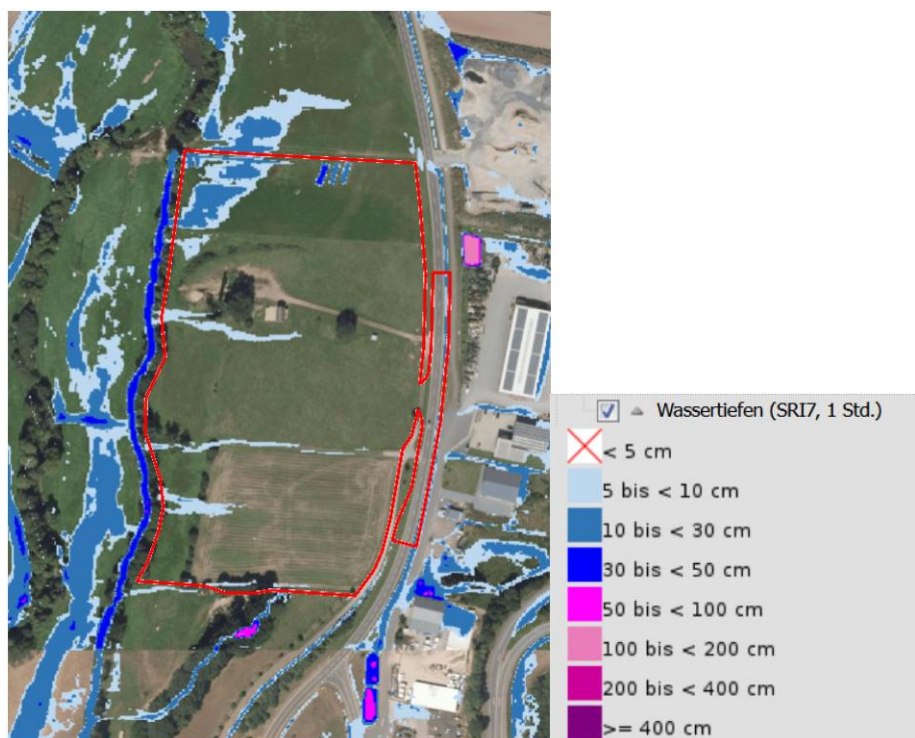 Wassertiefen (SRI7, 1 Std.)
< 5 cm
5 bis < 10 cm
10 bis < 30 cm
30 bis < 50 cm
50 bis < 100 cm
100 bis < 200 cm
200 bis < 400 cm
>= 400 cm